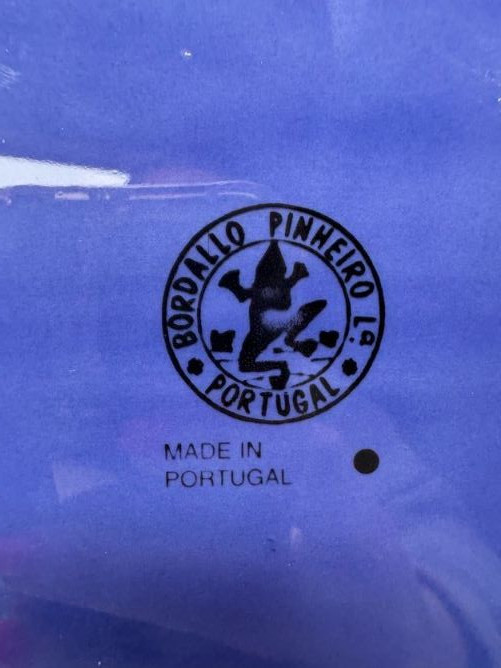 BORDALLO PINHEIRO Lª.
PORTUGAL
MADE IN
PORTUGAL